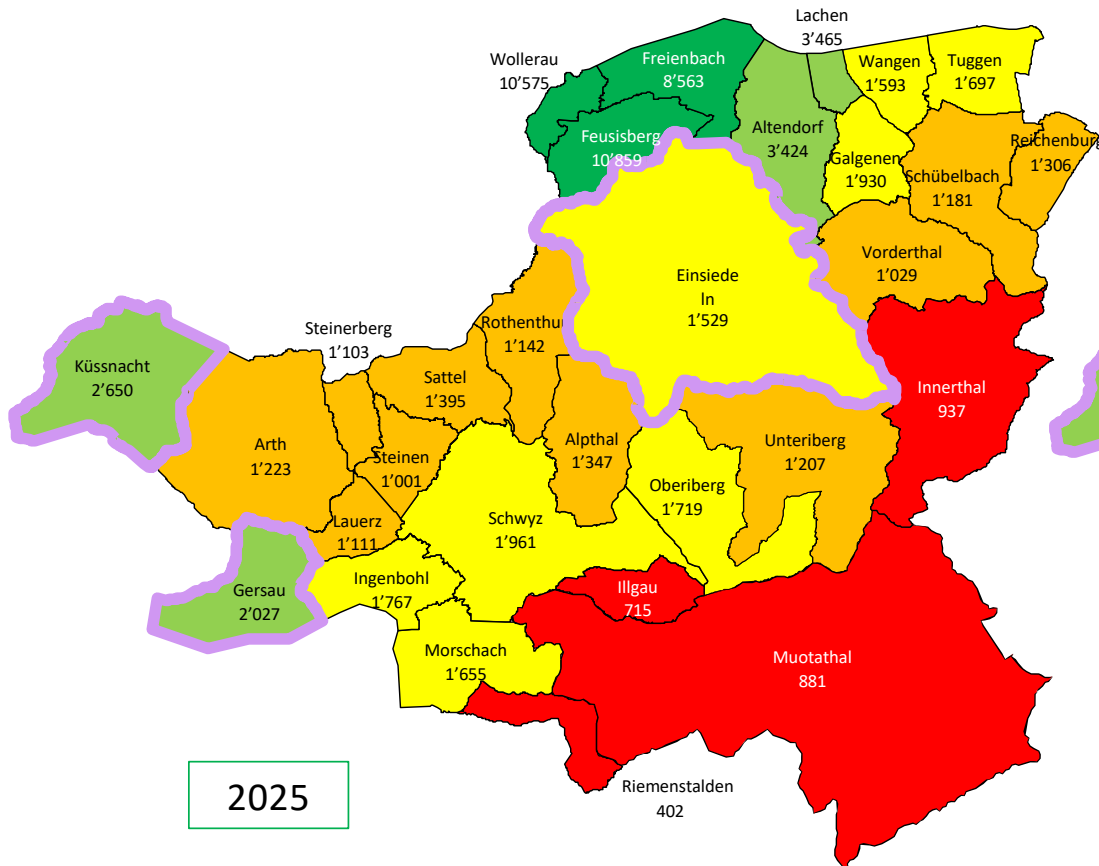 Lachen
3’465
Wollerau
10’575
Freienbach
8’563
Wangen
1’593
Tuggen
1’697
Feusisberg
10’859
Altendorf
3’424
Galgenen
1’930
Schübelbach
1’181
Reichenburg
1’306
Vorderthal
1’029
Einsiede
ln
1’529
Steinerberg
1’103
Rothenthu
1’142
Küssnacht
2’650
Sattel
1’395
Innerthal
937
Arth
1’223
Steinen
1’001
Alpthal
1’347
Unteriberg
1’207
Oberiberg
1’719
Lauerz
1’111
Schwyz
1’961
Ingenbohl
1’767
Gersau
2’027
Illgau
715
Morschach
1’655
Muotathal
881
Riemenstalden
402
2025